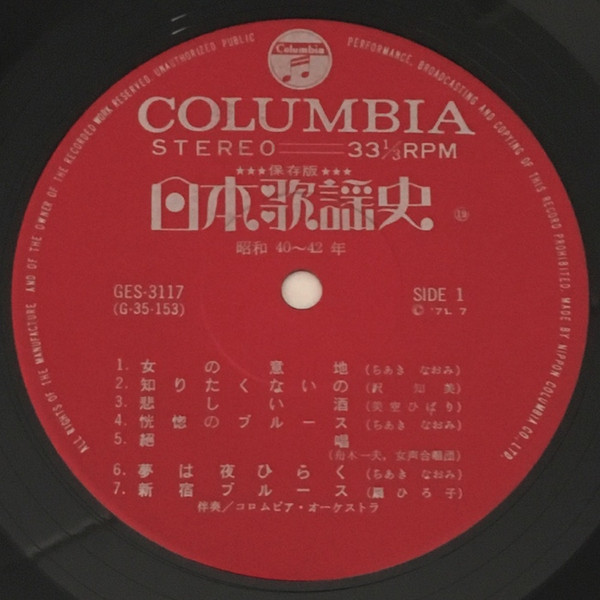 Columbia
ALL RIGHTS OF THE MANUFACTURE AND OF THE OWNER OF THE RECORDED WORK RESERVED. UNAUTHORIZED PUBLIC PERFORMANCE, BROADCASTING AND COPYING OF THIS RECORD PROHIBITED. MADE BY NIPPON COLUMBIA CO., LTD.
COLUMBIA
STEREO 33⅓RPM
★★★保存版★★★
日本歌謡史 ⑲
昭和 40〜42 年
GES-3117 SIDE 1
(G-35-153) Ⓟ '71. 7
1. 女の意地 (ちあき なおみ)
2. 知りたくないの (沢 知美)
3. 悲しい酒 (美空ひばり)
4. 恍惚のブルース (ちあき なおみ)
5. 絶唱
(舟木一夫、女声合唱団)
6. 夢は夜ひらく (ちあき なおみ)
7. 新宿ブルース (扇ひろ子)
伴奏/コロムビア・オーケストラ